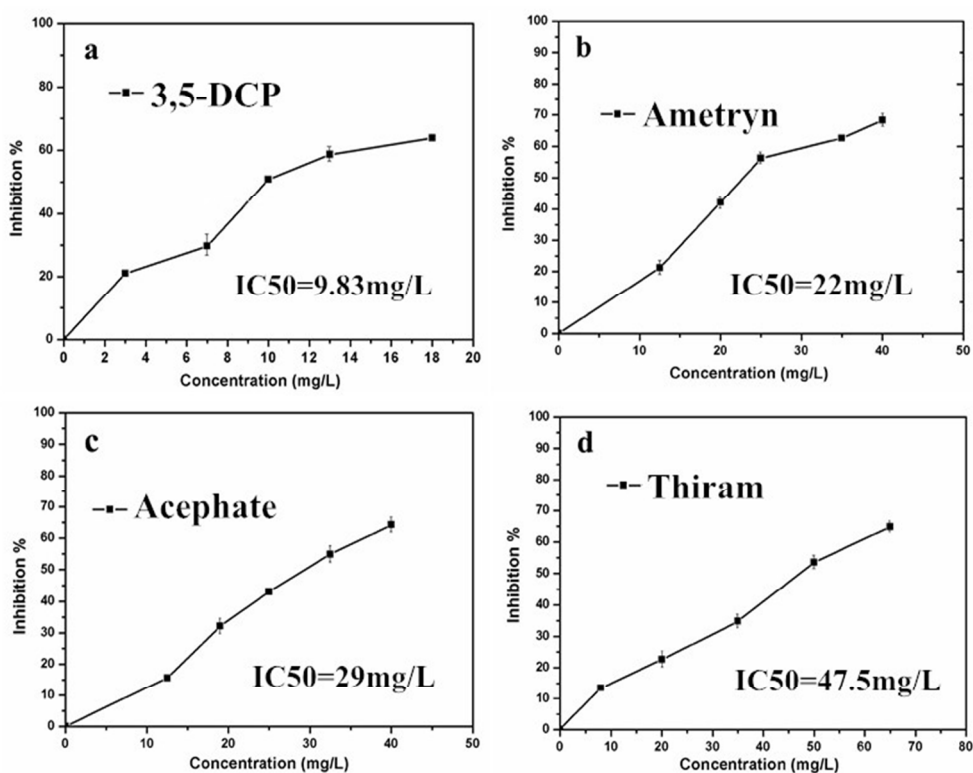 a
3,5-DCP
IC50=9.83mg/L
Inhibition %
100
80
60
40
20
0
0 2 4 6 8 10 12 14 16 18 20
Concentration (mg/L)
b
Ametryn
IC50=22mg/L
Inhibition %
100
90
80
70
60
50
40
30
20
10
0
0 10 20 30 40 50
Concentration (mg/L)
c
Acephate
IC50=29mg/L
Inhibition %
100
90
80
70
60
50
40
30
20
10
0
0 10 20 30 40 50
Concentration (mg/L)
d
Thiram
IC50=47.5mg/L
Inhibition %
100
90
80
70
60
50
40
30
20
10
0
0 10 20 30 40 50 60 70 80
Concentration (mg/L)